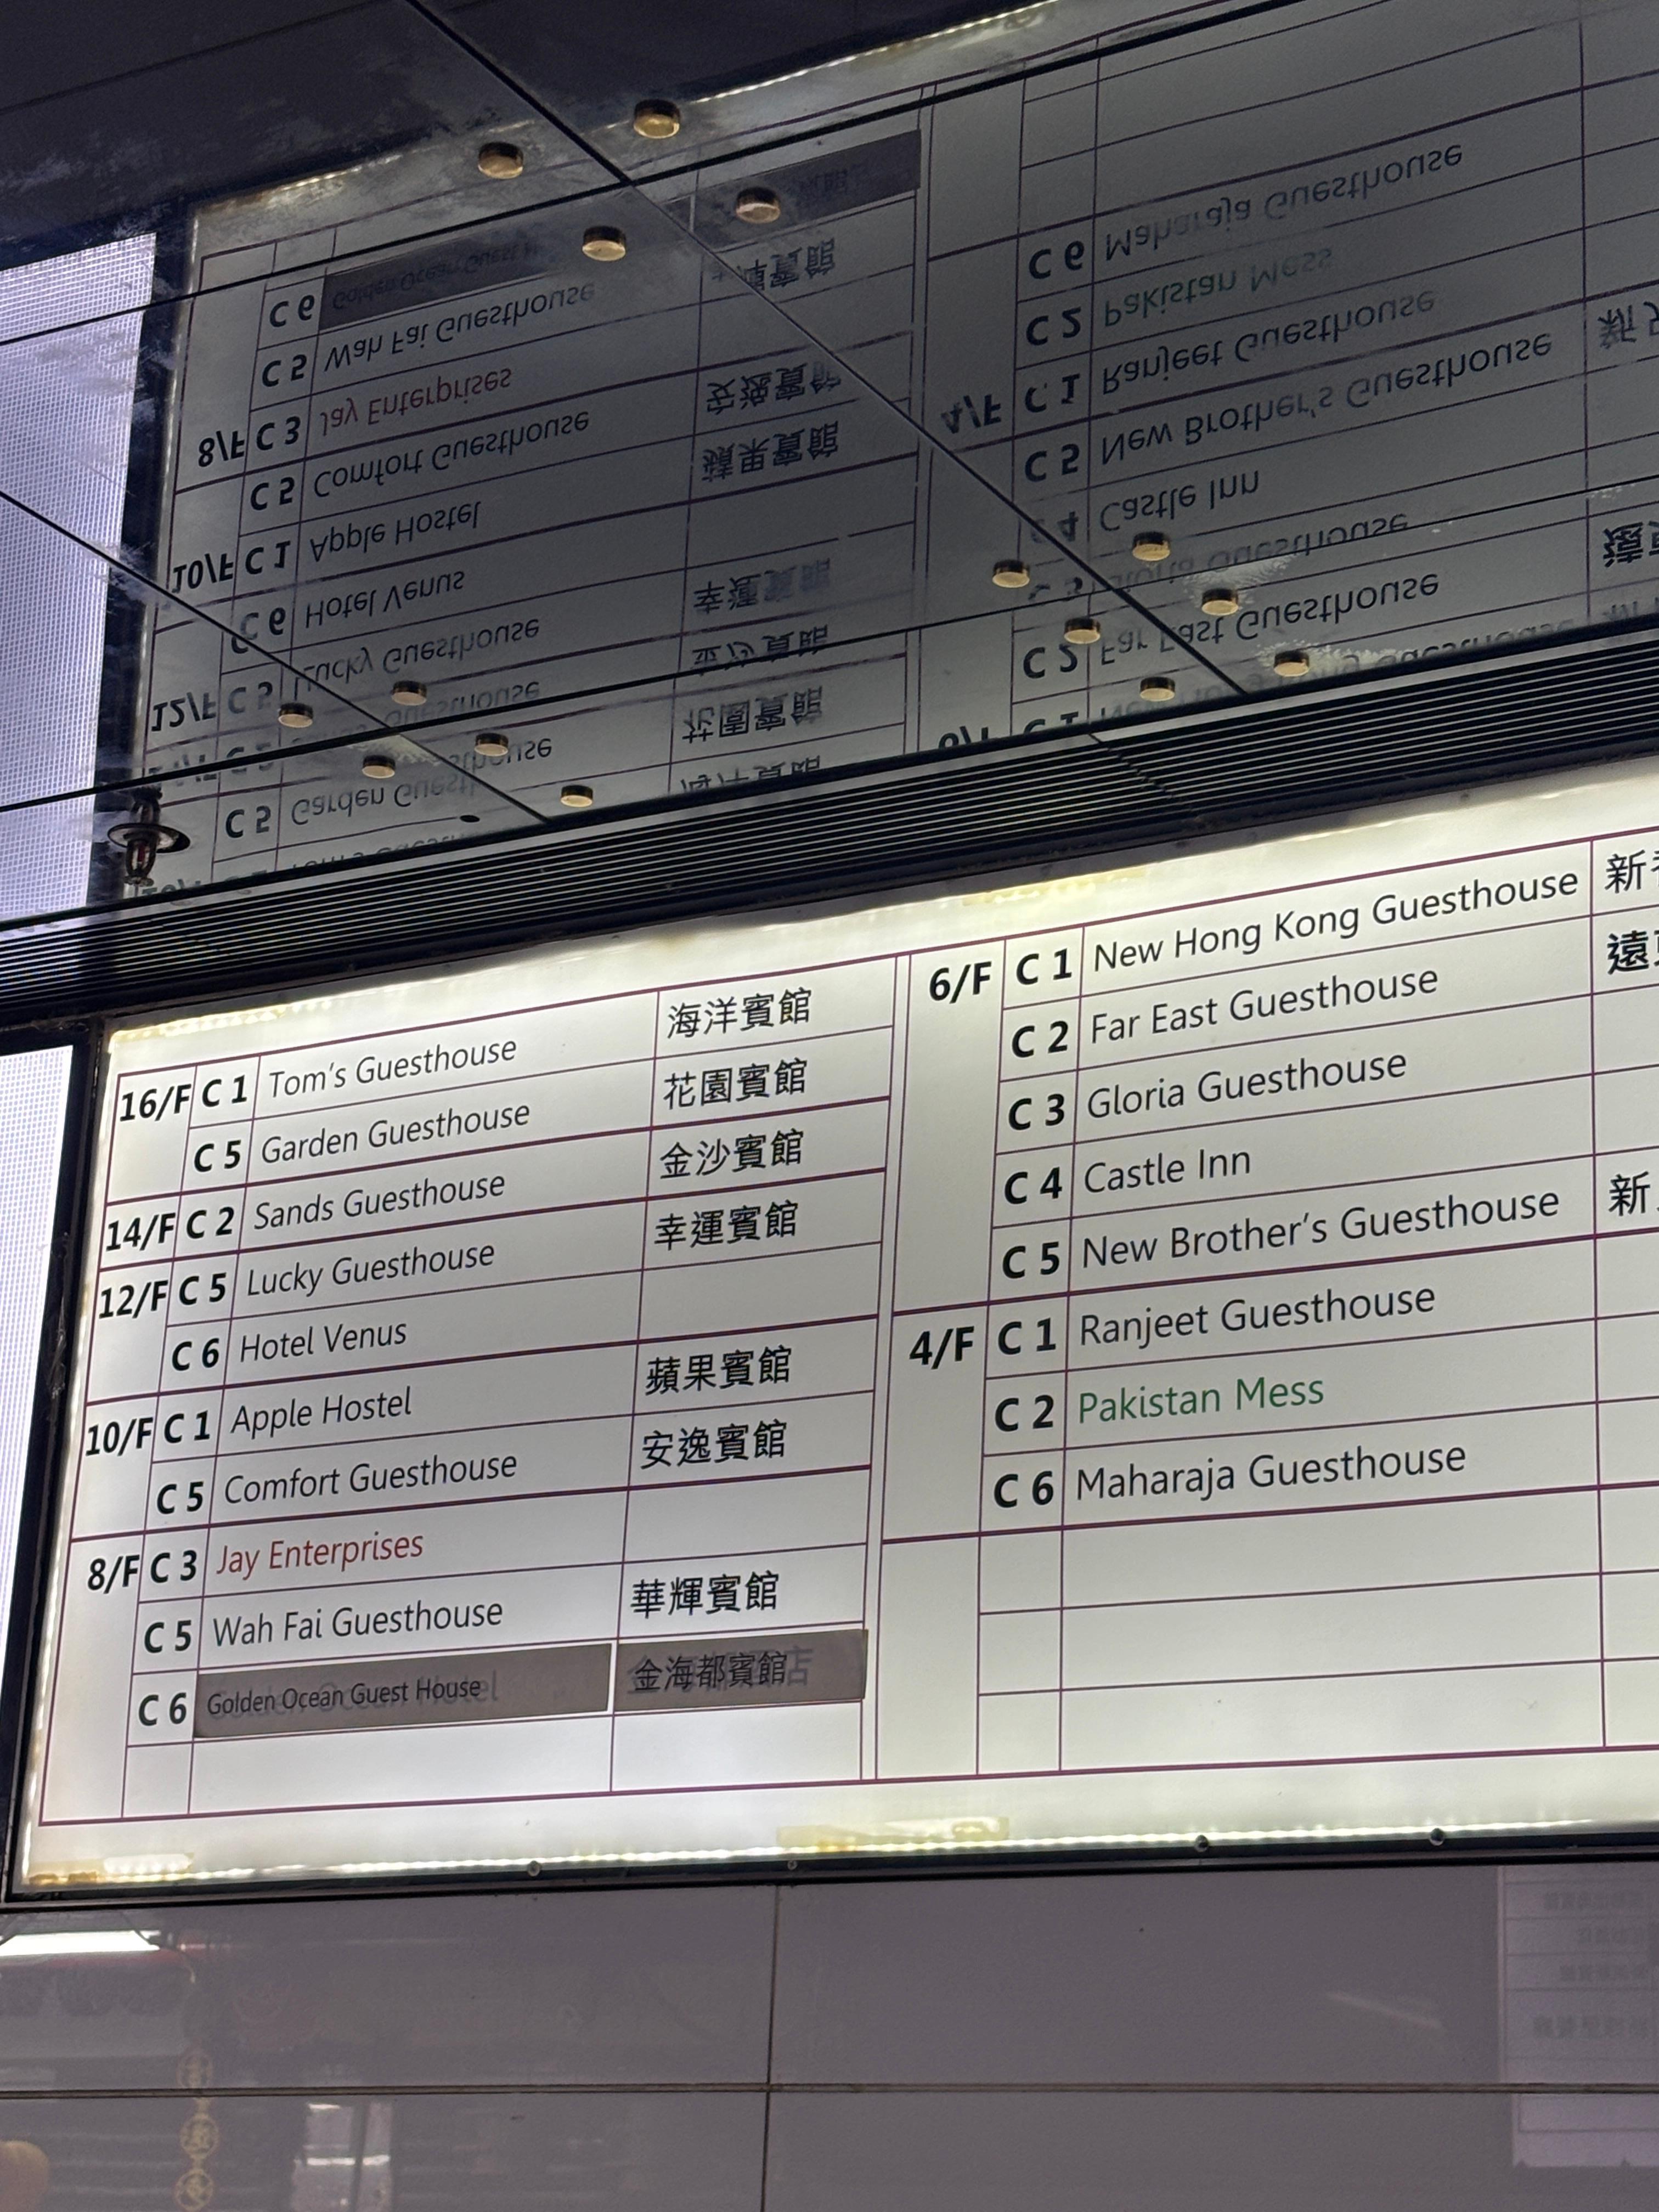 16/F C 1 Tom's Guesthouse 海洋賓館
C 5 Garden Guesthouse 花園賓館
14/F C 2 Sands Guesthouse 金沙賓館
12/F C 5 Lucky Guesthouse 幸運賓館
C 6 Hotel Venus
10/F C 1 Apple Hostel 蘋果賓館
C 5 Comfort Guesthouse 安逸賓館
8/F C 3 Jay Enterprises
C 5 Wah Fai Guesthouse 華輝賓館
C 6 Golden Ocean Guest House 金海都賓館
6/F C 1 New Hong Kong Guesthouse 新
C 2 Far East Guesthouse 遠
C 3 Gloria Guesthouse
C 4 Castle Inn
C 5 New Brother's Guesthouse 新
4/F C 1 Ranjeet Guesthouse
C 2 Pakistan Mess
C 6 Maharaja Guesthouse